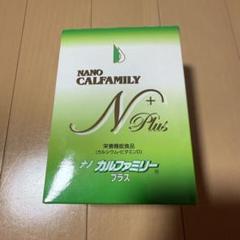 NANO
CALFAMILY
N+
Plus
栄養機能食品
(カルシウム・ビタミンD)
ナノ カルファミリー®
プラス